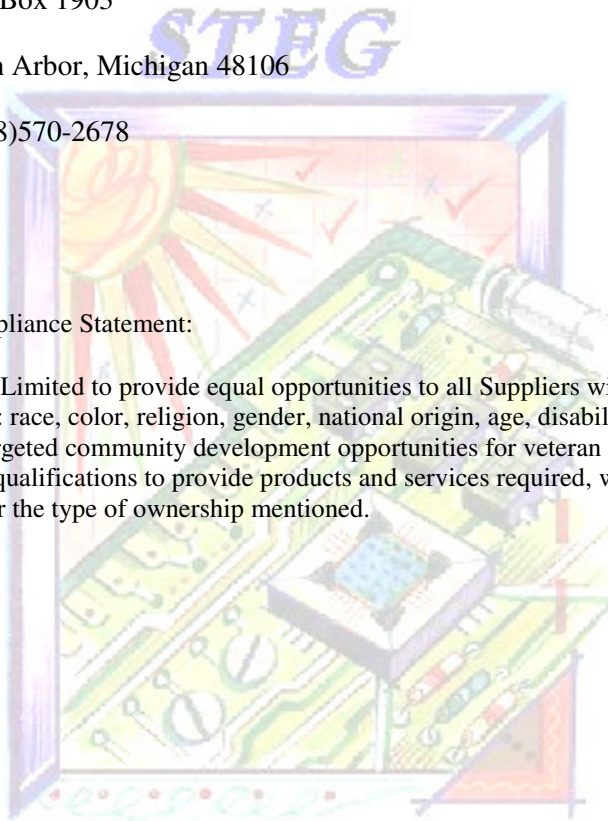 Box 1905
STEG
n Arbor, Michigan 48106
8)570-2678
pliance Statement:
Limited to provide equal opportunities to all Suppliers wi
: race, color, religion, gender, national origin, age, disabil
rgeted community development opportunities for veteran
qualifications to provide products and services required, w
r the type of ownership mentioned.